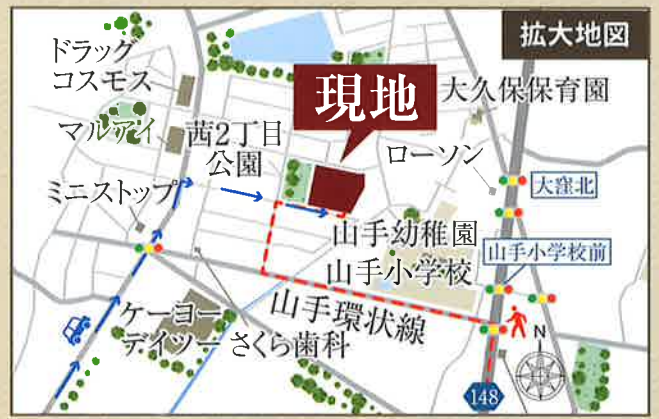 拡大地図
ドラッグ
コスモス
現地
大久保保育園
マルアイ
茜2丁目
公園
ローソン
ミニストップ
大窪北
山手幼稚園
山手小学校
山手小学校前
山手環状線
ケーヨー
デイツー
さくら歯科
N
148